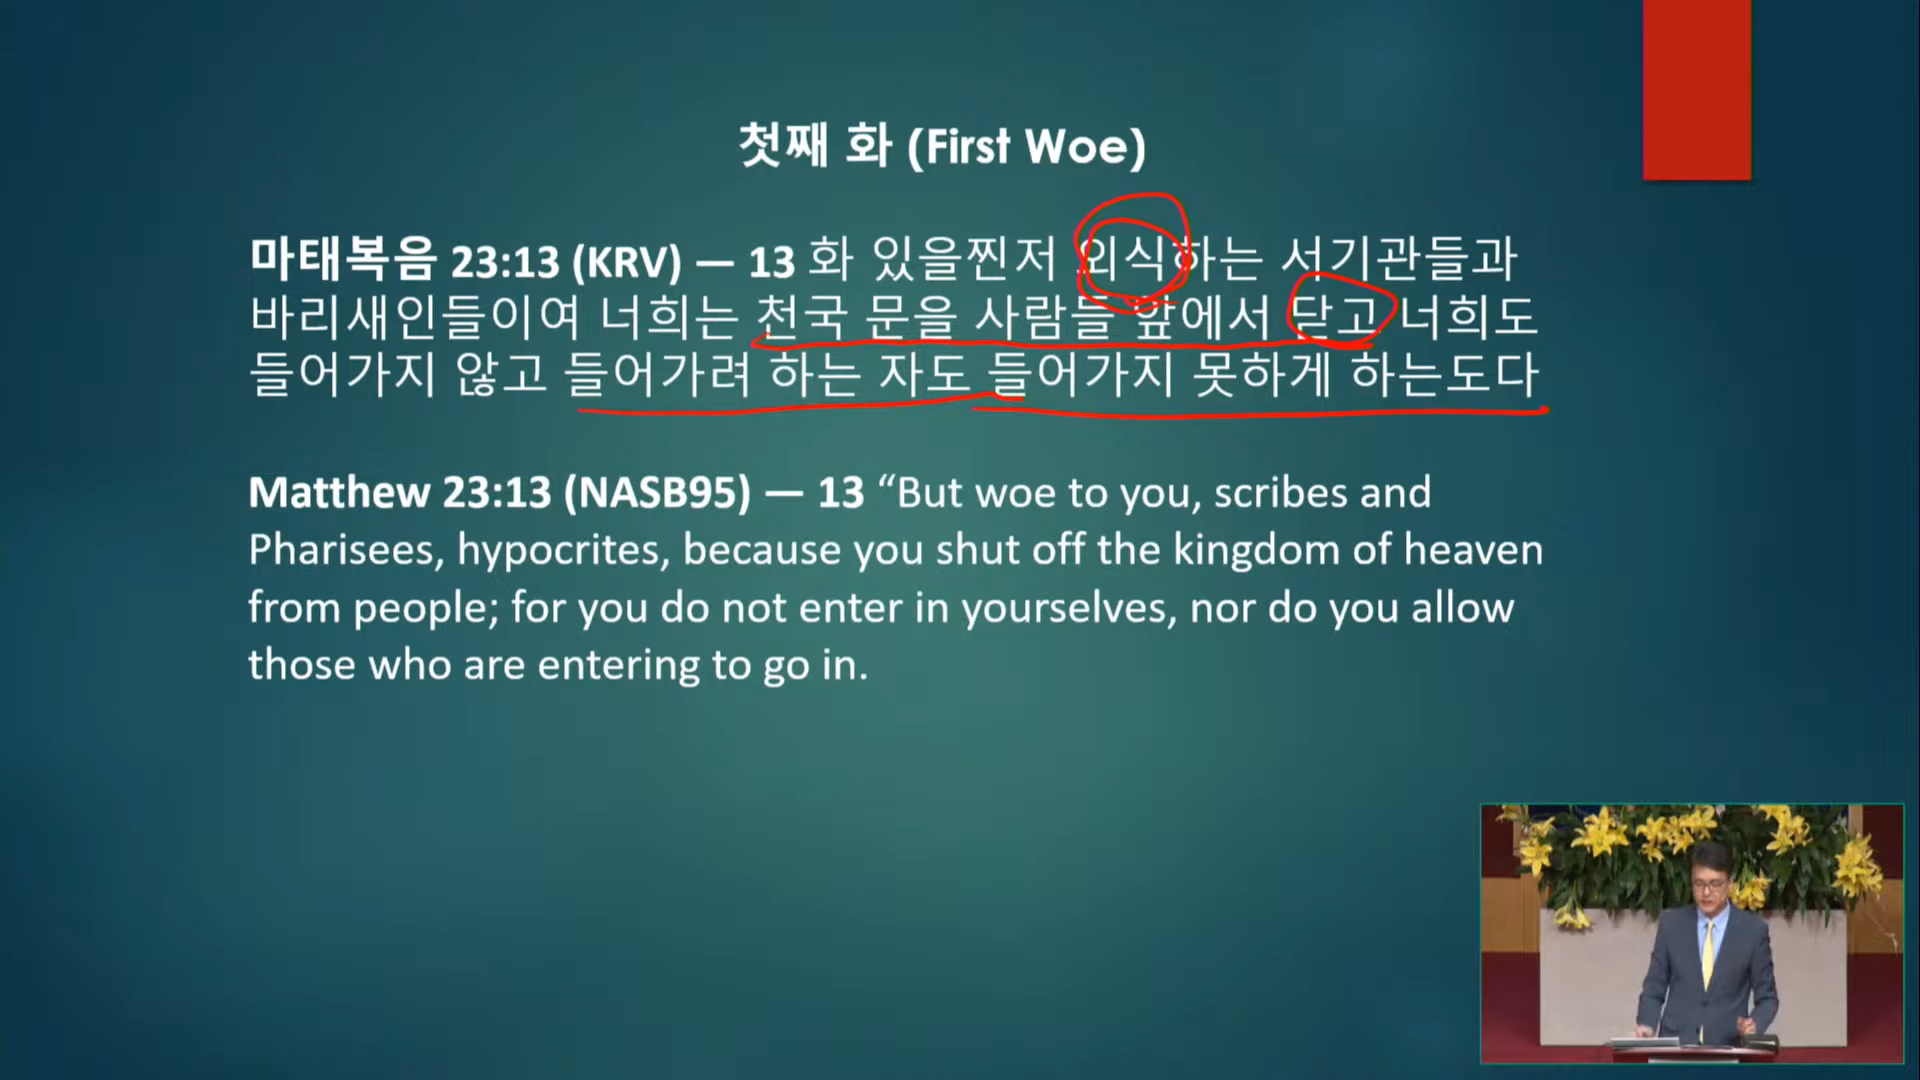 첫째 화 (First Woe)
마태복음 23:13 (KRV) — 13 화 있을찐저 외식하는 서기관들과
바리새인들이여 너희는 천국 문을 사람들 앞에서 닫고 너희도
들어가지 않고 들어가려 하는 자도 들어가지 못하게 하는도다
Matthew 23:13 (NASB95) — 13 “But woe to you, scribes and
Pharisees, hypocrites, because you shut off the kingdom of heaven
from people; for you do not enter in yourselves, nor do you allow
those who are entering to go in.